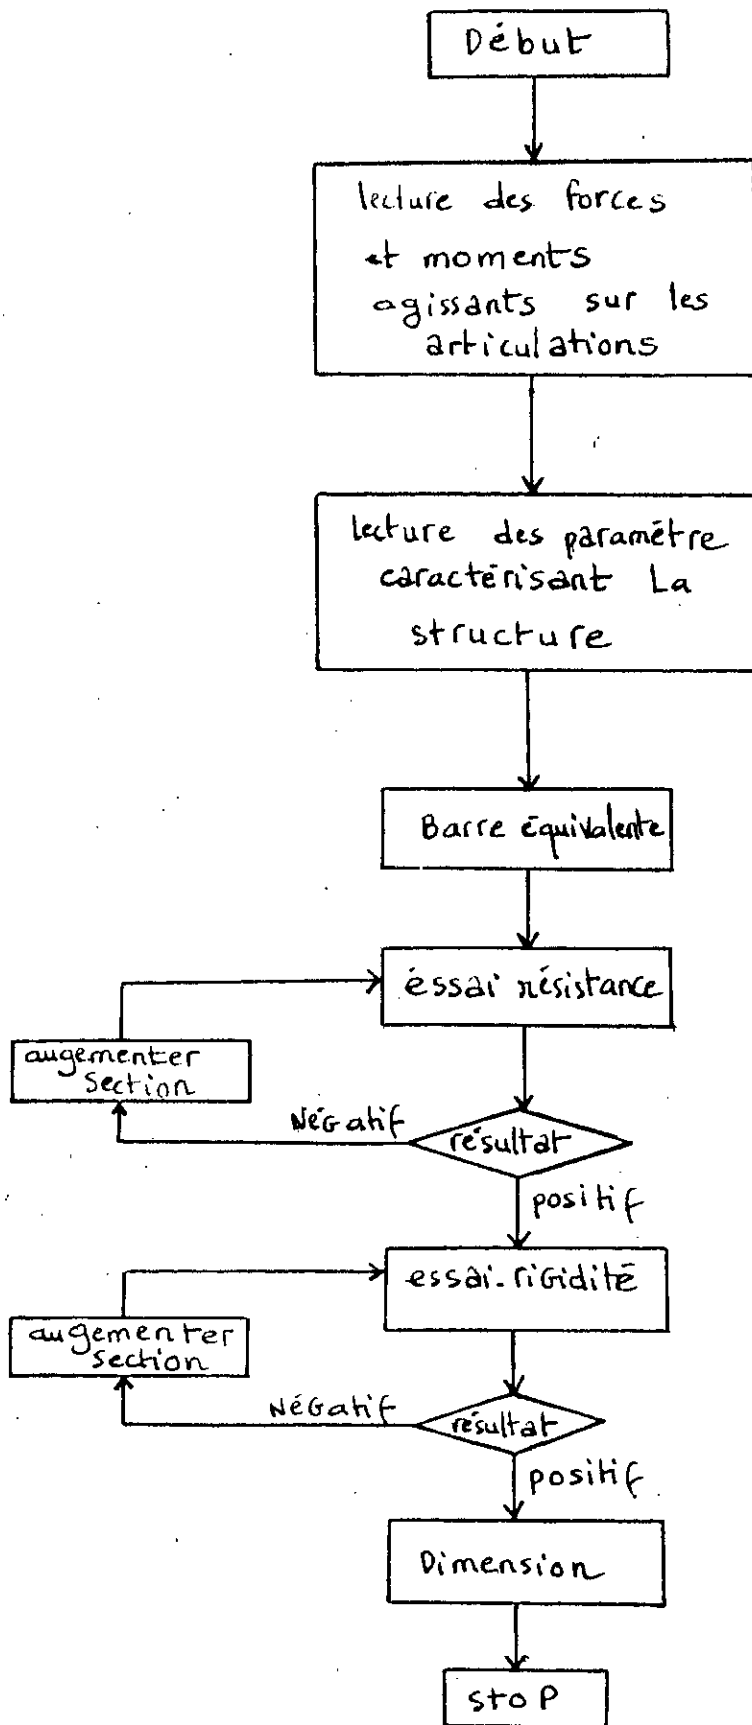 Début
lecture des forces
et moments
agissants sur les
articulations
lecture des paramétre
caractérisant La
structure
Barre équivalente
éssai résistance
augementer
section
NéGatif
résultat
positif
essai-riGidité
augementer
section
NéGatif
résultat
positif
Dimension
stoP